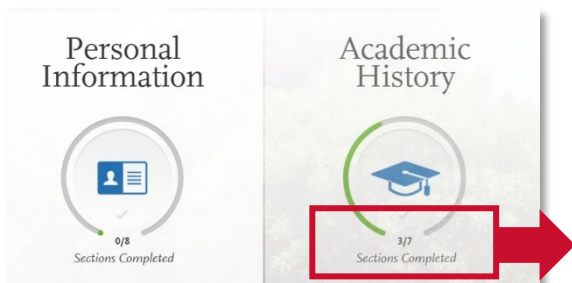 Personal
Information
0/8
Sections Completed
Academic
History
3/7
Sections Completed